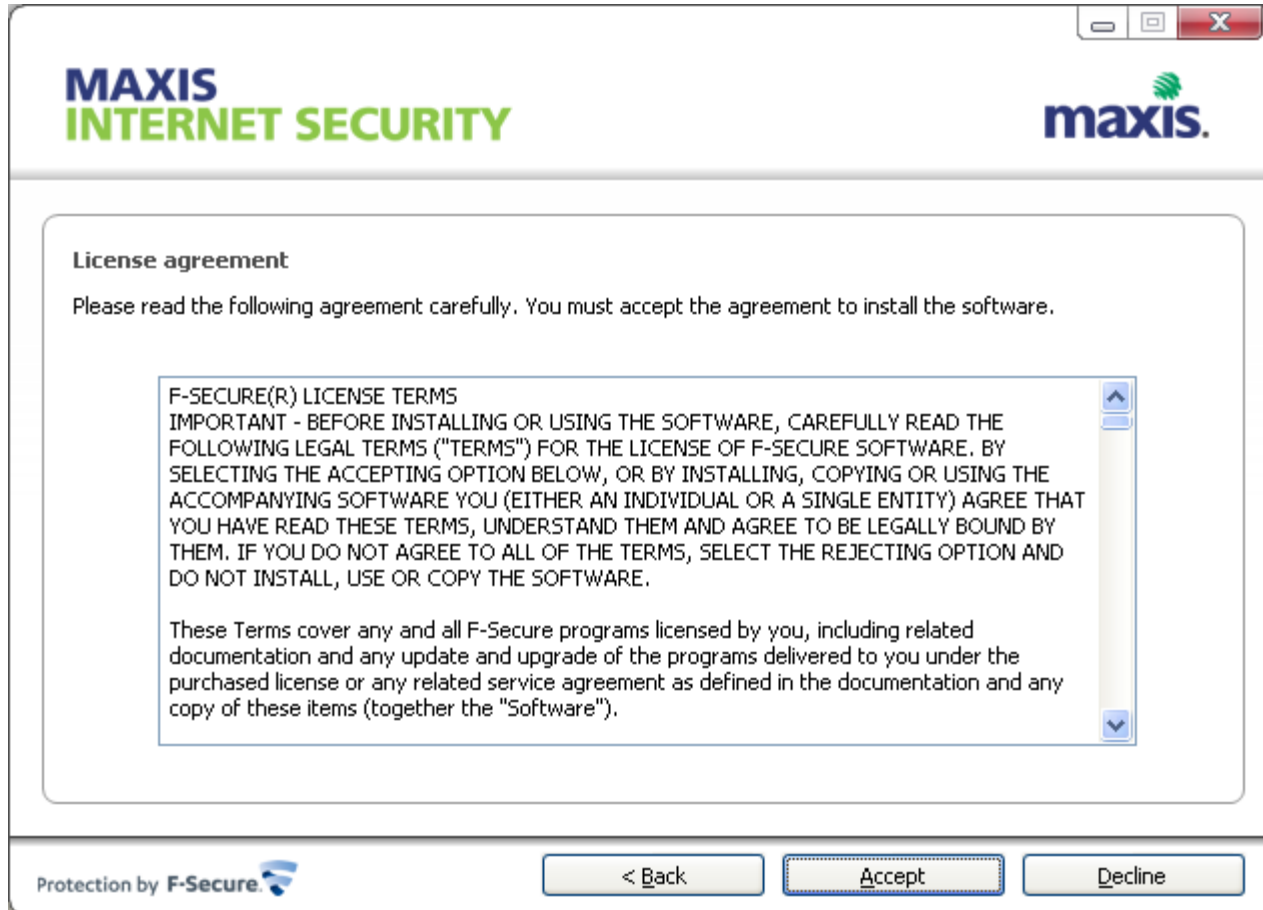 MAXIS
INTERNET SECURITY
maxis.
License agreement
Please read the following agreement carefully. You must accept the agreement to install the software.
F-SECURE(R) LICENSE TERMS
IMPORTANT - BEFORE INSTALLING OR USING THE SOFTWARE, CAREFULLY READ THE
FOLLOWING LEGAL TERMS ("TERMS") FOR THE LICENSE OF F-SECURE SOFTWARE. BY
SELECTING THE ACCEPTING OPTION BELOW, OR BY INSTALLING, COPYING OR USING THE
ACCOMPANYING SOFTWARE YOU (EITHER AN INDIVIDUAL OR A SINGLE ENTITY) AGREE THAT
YOU HAVE READ THESE TERMS, UNDERSTAND THEM AND AGREE TO BE LEGALLY BOUND BY
THEM. IF YOU DO NOT AGREE TO ALL OF THE TERMS, SELECT THE REJECTING OPTION AND
DO NOT INSTALL, USE OR COPY THE SOFTWARE.
These Terms cover any and all F-Secure programs licensed by you, including related
documentation and any update and upgrade of the programs delivered to you under the
purchased license or any related service agreement as defined in the documentation and any
copy of these items (together the "Software").
Protection by F-Secure.
< Back
Accept
Decline